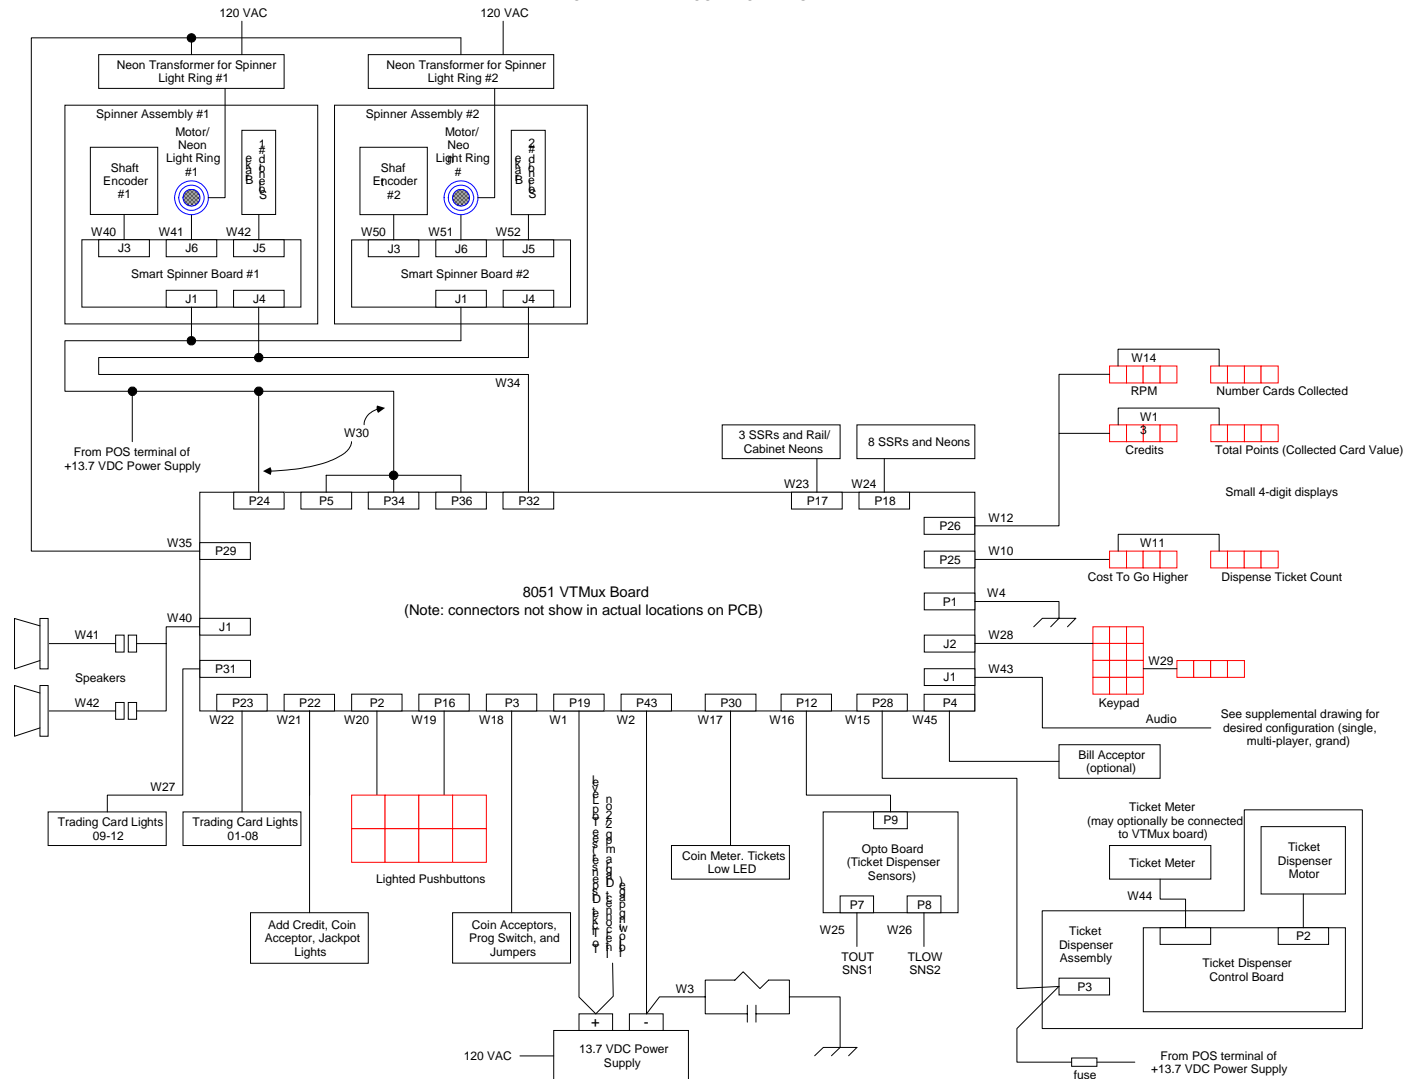 120 VAC
120 VAC
Neon Transformer for Spinner
Light Ring #1
Neon Transformer for Spinner
Light Ring #2
Spinner Assembly #1
Motor/
Neon
Light Ring
#1
Shaft
Encoder
#1
Spinner Assembly #2
Motor/
Neo
Light Ring
#
Shaf
Encoder
#2
W40
W41
W42
J3
J6
J5
Smart Spinner Board #1
J1
J4
W50
W51
W52
J3
J6
J5
Smart Spinner Board #2
J1
J4
W34
W30
From POS terminal of
+13.7 VDC Power Supply
3 SSRs and Rail/
Cabinet Neons
8 SSRs and Neons
W23
W24
P24
P5
P34
P36
P32
P17
P18
W14
RPM
Number Cards Collected
W1
3
Credits
Total Points (Collected Card Value)
Small 4-digit displays
P26
W12
P25
W10
W11
Cost To Go Higher
Dispense Ticket Count
P1
W4
J2
W28
W29
Keypad
J1
W43
Audio
See supplemental drawing for
desired configuration (single,
multi-player, grand)
W35
P29
8051 VTMux Board
(Note: connectors not show in actual locations on PCB)
W40
J1
W41
Speakers
W42
P31
W27
P23
P22
P2
P16
P3
P19
P43
P30
P12
P28
P4
W22
W21
W20
W19
W18
W1
W2
W17
W16
W15
W45
Bill Acceptor
(optional)
Trading Card Lights
09-12
Trading Card Lights
01-08
Lighted Pushbuttons
Add Credit, Coin
Acceptor, Jackpot
Lights
Coin Acceptors,
Prog Switch, and
Jumpers
Coin Meter. Tickets
Low LED
P9
Opto Board
(Ticket Dispenser
Sensors)
P7
P8
W25
W26
TOUT
SNS1
TLOW
SNS2
Ticket Meter
(may optionally be connected
to VTMux board)
Ticket Meter
W44
Ticket
Dispenser
Motor
P2
Ticket
Dispenser
Assembly
Ticket Dispenser
Control Board
P3
W3
+
-
120 VAC
13.7 VDC Power
Supply
fuse
From POS terminal of
+13.7 VDC Power Supply